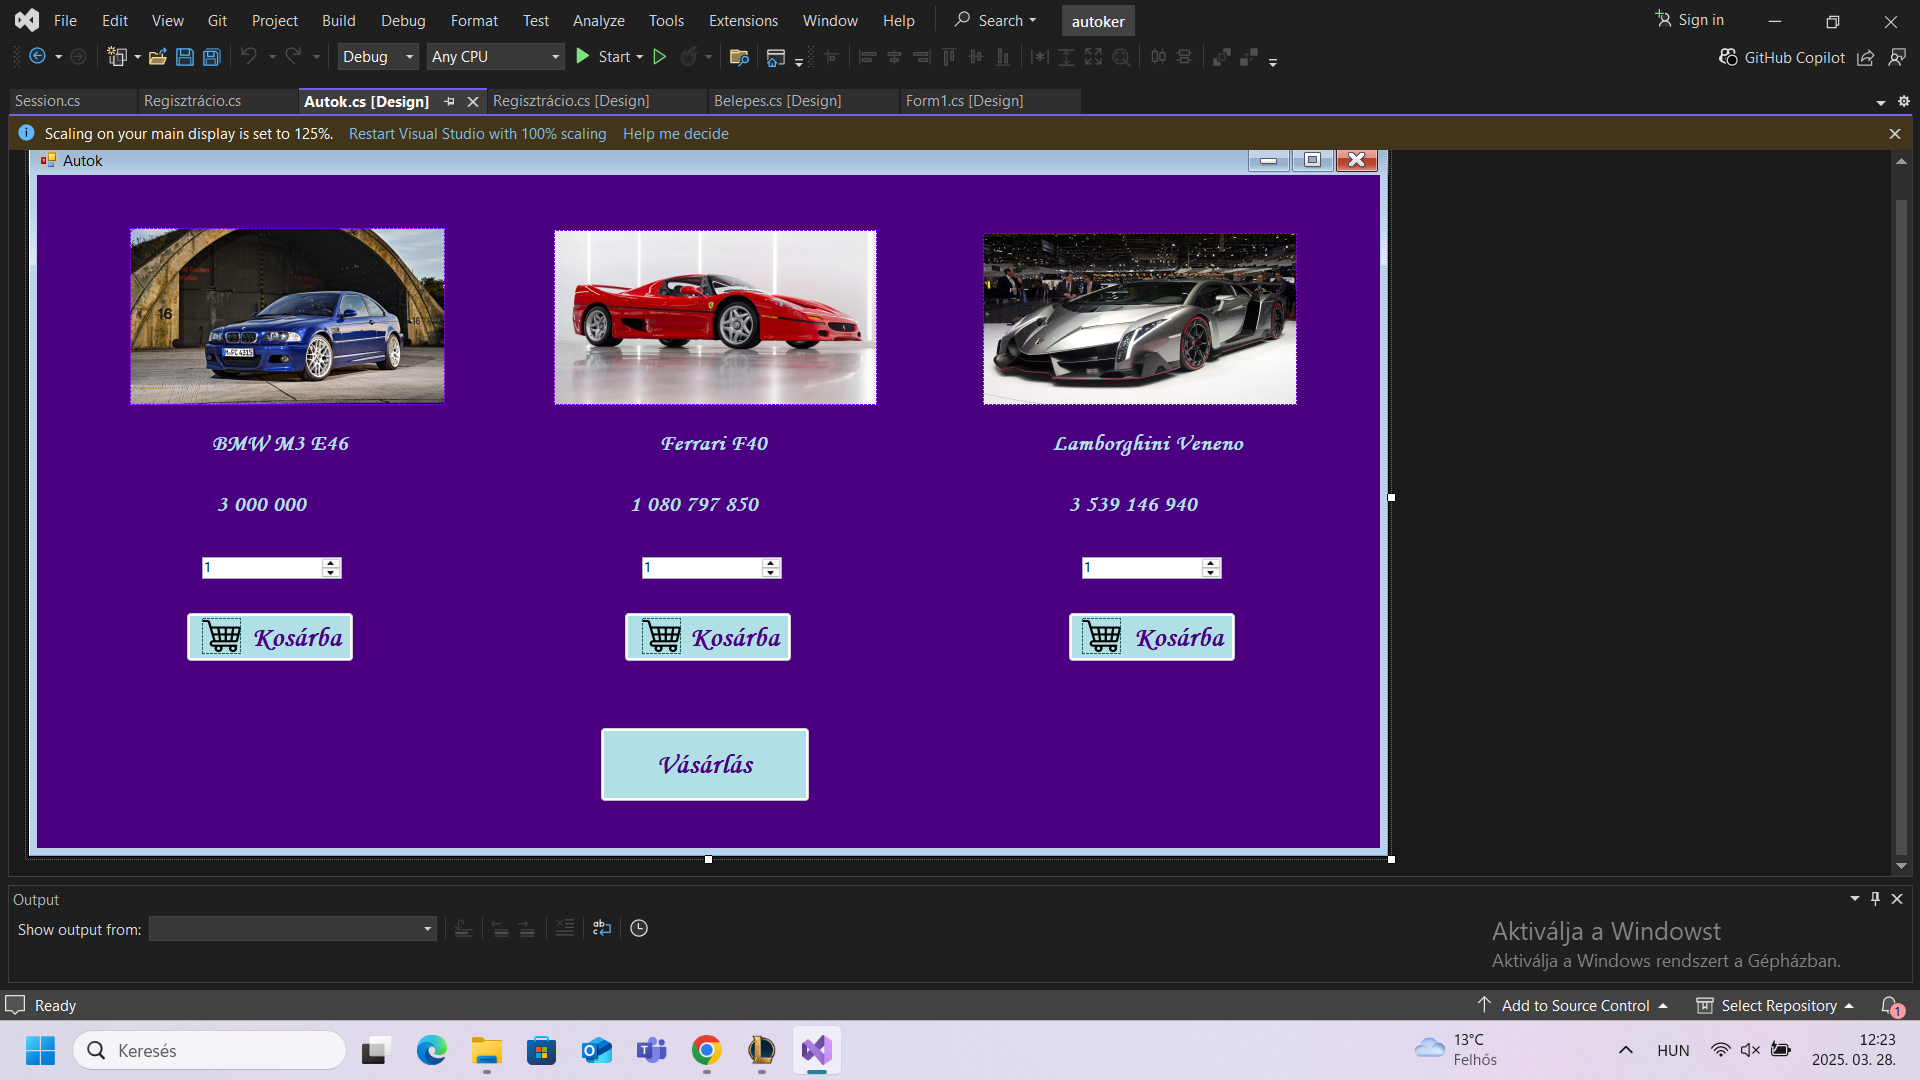 File Edit View Git Project Build Debug Format Test Analyze Tools Extensions Window Help Search autoker Sign in
Debug Any CPU Start GitHub Copilot
Session.cs Regisztrácio.cs Autok.cs [Design] Regisztrácio.cs [Design] Belepes.cs [Design] Form1.cs [Design]
Scaling on your main display is set to 125%. Restart Visual Studio with 100% scaling Help me decide
Autok
16
M FC 4315
BMW M3 E46 Ferrari F40 Lamborghini Veneno
3 000 000 1 080 797 850 3 539 146 940
1 1 1
Kosárba Kosárba Kosárba
Vásárlás
Output
Show output from:
Aktiválja a Windowst
Aktiválja a Windows rendszert a Gépházban.
Ready Add to Source Control Select Repository 1
Keresés
13°C
Felhős
HUN
12:23
2025. 03. 28.